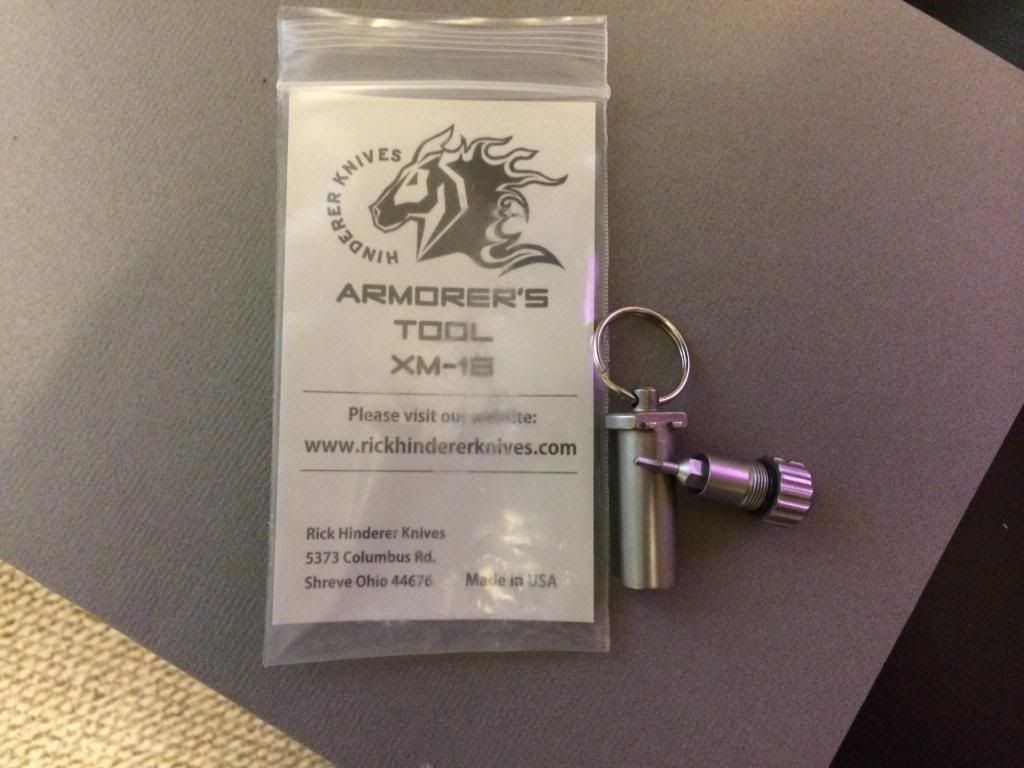 HINDERER KNIVES
ARMORER'S
TOOL
XM-18
Please visit our website:
www.rickhindererknives.com
Rick Hinderer Knives
5373 Columbus Rd.
Shreve Ohio 44676 Made in USA